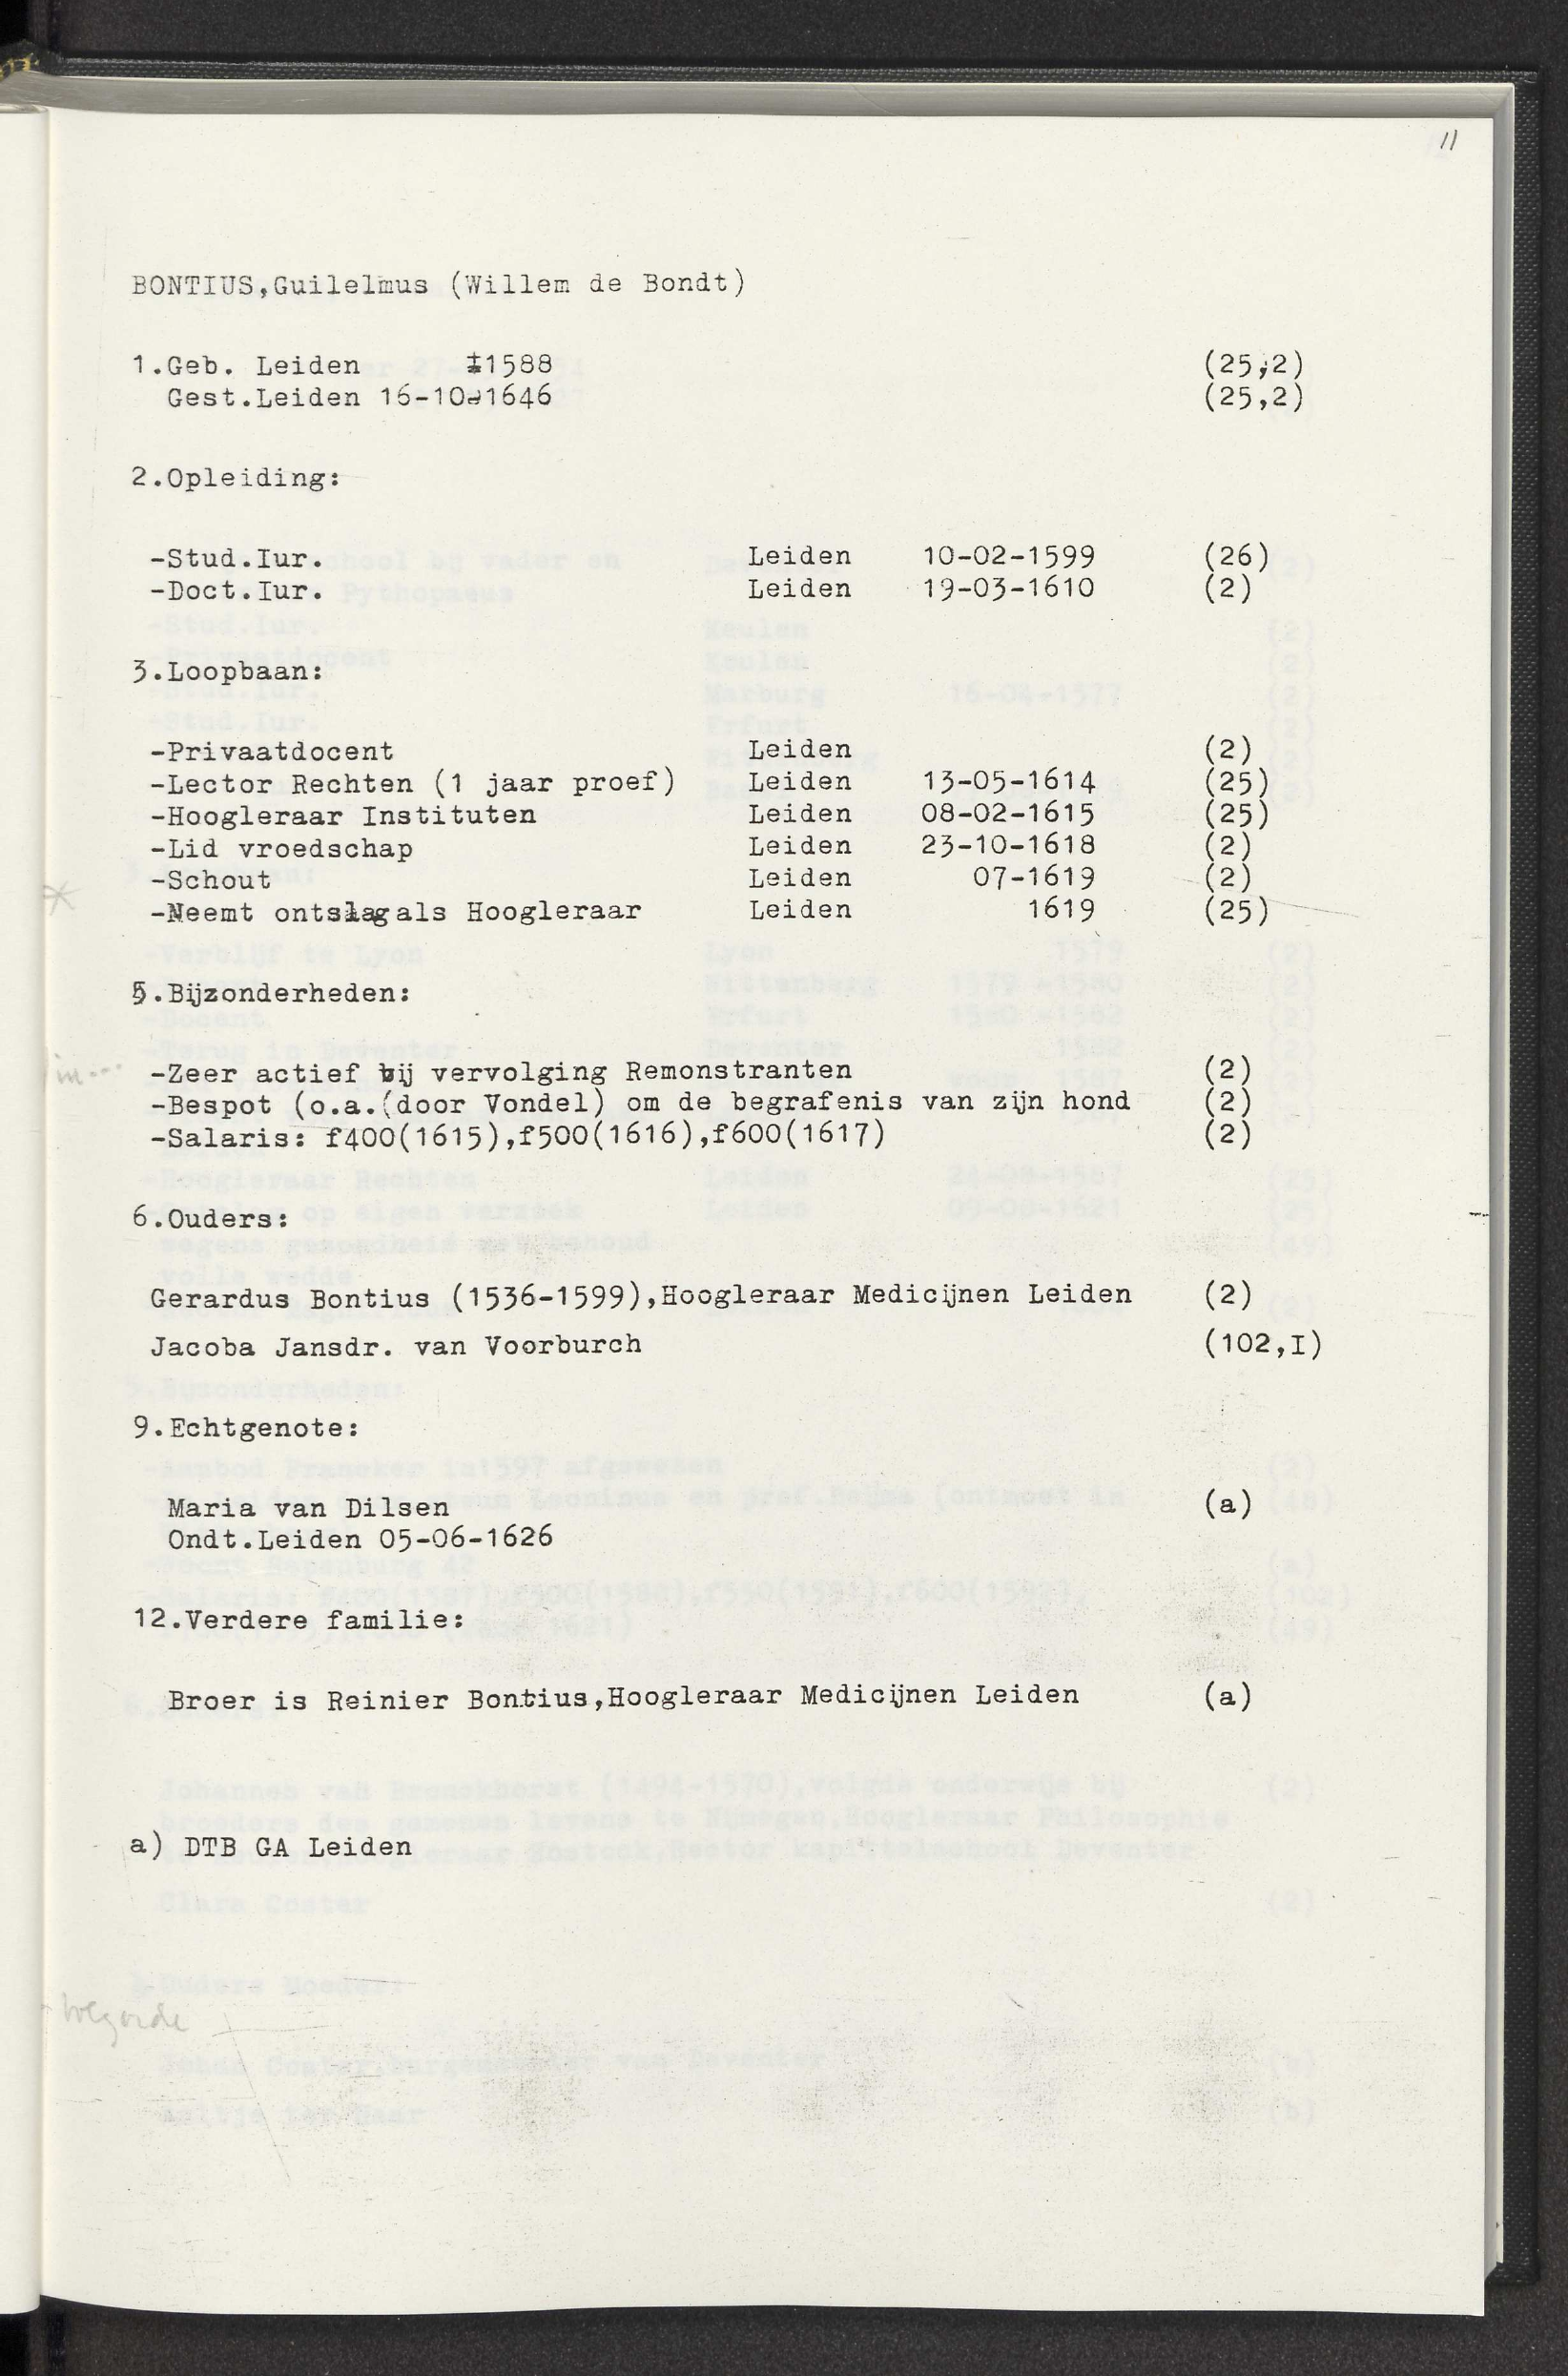 11
BONTIUS,Guilelmus (Willem de Bondt)
1.Geb. Leiden ±1588 (25,2)
Gest.Leiden 16-10-1646 (25,2)
2.Opleiding:
-Stud.Iur. Leiden 10-02-1599 (26)
-Doct.Iur. Leiden 19-03-1610 (2)
3.Loopbaan:
-Privaatdocent Leiden (2)
-Lector Rechten (1 jaar proef) Leiden 13-05-1614 (25)
-Hoogleraar Instituten Leiden 08-02-1615 (25)
-Lid vroedschap Leiden 23-10-1618 (2)
-Schout Leiden 07-1619 (2)
-Neemt ontslag als Hoogleraar Leiden 1619 (25)
5.Bijzonderheden:
-Zeer actief bij vervolging Remonstranten (2)
-Bespot (o.a.(door Vondel) om de begrafenis van zijn hond (2)
-Salaris: f400(1615),f500(1616),f600(1617) (2)
6.Ouders:
Gerardus Bontius (1536-1599),Hoogleraar Medicijnen Leiden (2)
Jacoba Jansdr. van Voorburch (102,I)
9.Echtgenote:
Maria van Dilsen (a)
Ondt.Leiden 05-06-1626
12.Verdere familie:
Broer is Reinier Bontius,Hoogleraar Medicijnen Leiden (a)
a) DTB GA Leiden